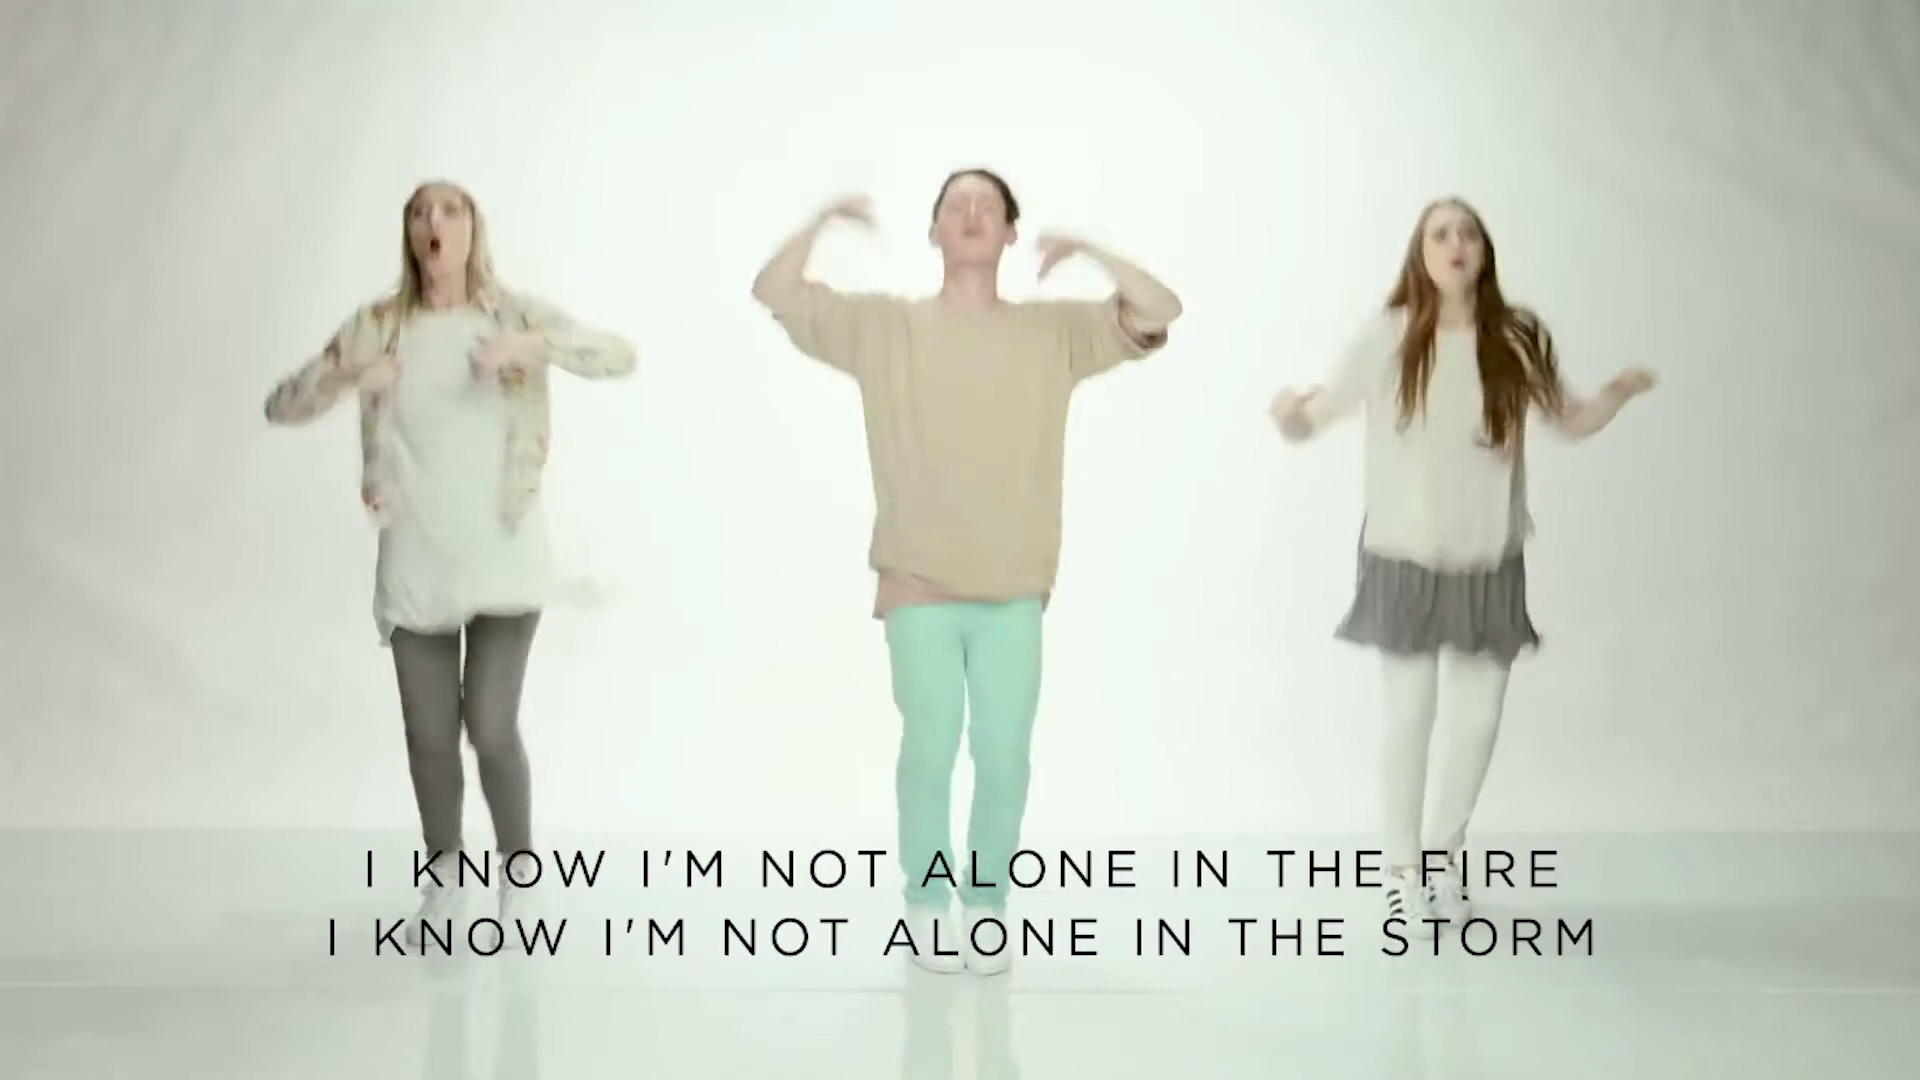 I KNOW I'M NOT ALONE IN THE FIRE
I KNOW I'M NOT ALONE IN THE STORM